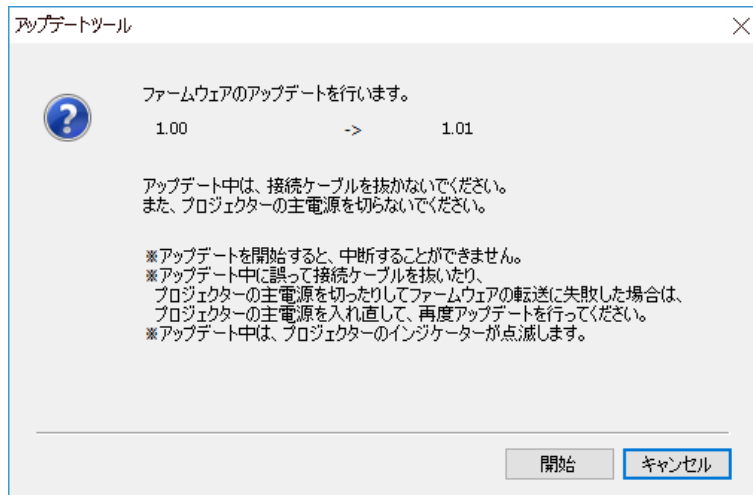 アップデートツール
ファームウェアのアップデートを行います。
1.00 -> 1.01
アップデート中は、接続ケーブルを抜かないでください。
また、プロジェクターの主電源を切らないでください。
※アップデートを開始すると、中断することができません。
※アップデート中に誤って接続ケーブルを抜いたり、
プロジェクターの主電源を切ったりしてファームウェアの転送に失敗した場合は、
プロジェクターの主電源を入れ直して、再度アップデートを行ってください。
※アップデート中は、プロジェクターのインジケーターが点滅します。
開始 キャンセル